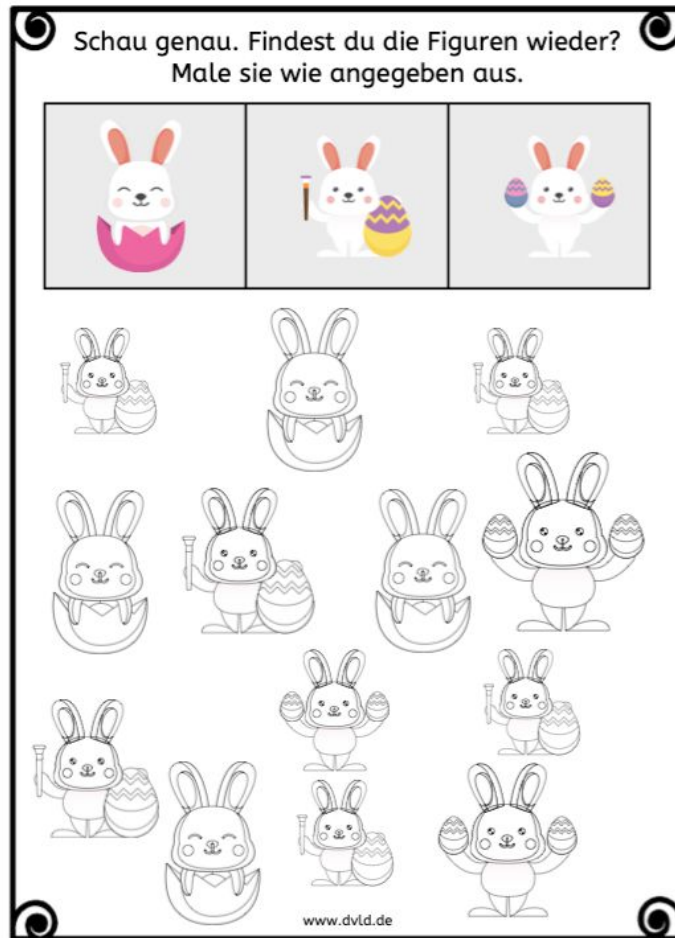 Schau genau. Findest du die Figuren wieder?
Male sie wie angegeben aus.
www.dvld.de